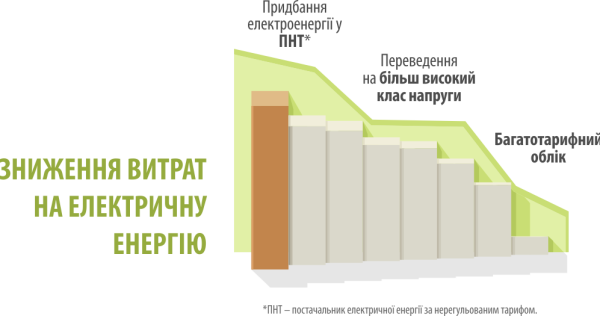 Придбання
електроенергії у
ПНТ*
Переведення
на більш високий
клас напруги
Багатотарифний
облік
ЗНИЖЕННЯ ВИТРАТ
НА ЕЛЕКТРИЧНУ
ЕНЕРГІЮ
*ПНТ – постачальник електричної енергії за нерегульованим тарифом.